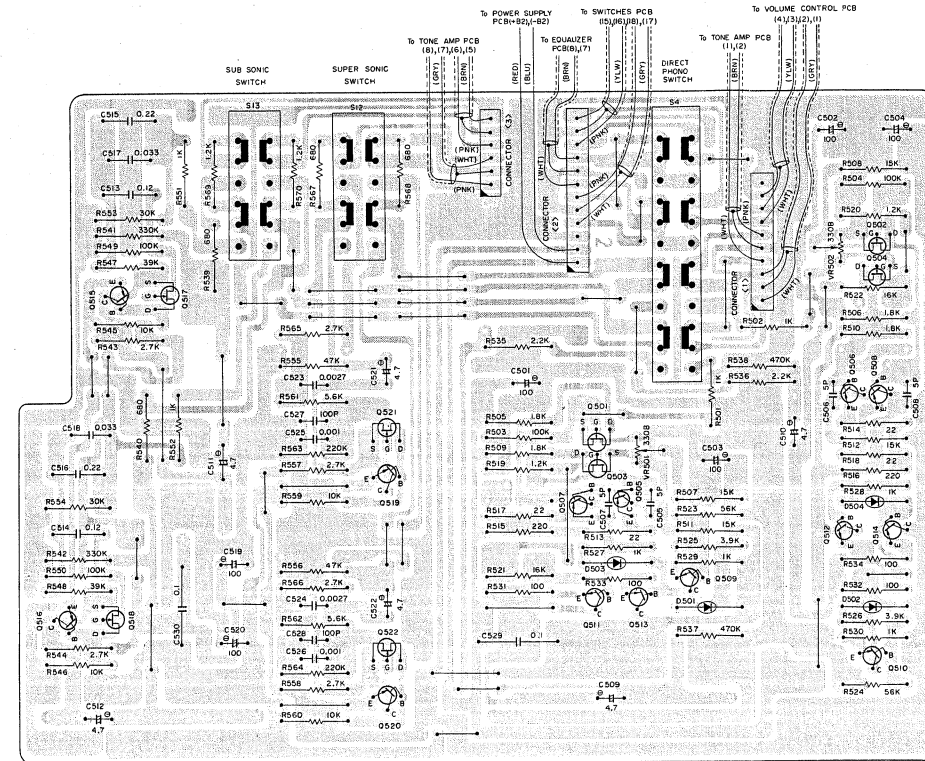 To POWER SUPPLY
PCB(+B2),(-B2)
To SWITCHES PCB
(15),(16),(18),(17)
To VOLUME CONTROL PCB
(4),(3),(2),(1)
To TONE AMP PCB
(8),(7),(6),(5)
To EQUALIZER
PCB(8),(7)
To TONE AMP PCB
(1),(2)
(GRY)
(BRN)
(RED)
(BLU)
(BRN)
(YLW)
(GRY)
(BRN)
(YLW)
(GRY)
SUB SONIC
SWITCH
SUPER SONIC
SWITCH
DIRECT
PHONO
SWITCH
S13
S12
S4
C515 0.22
C517 0.033
C513 0.12
R551 1K
R569 1.2K
R570 1.2K
R567 680
R568 680
R539 680
(PNK)
(WHT)
(PNK)
CONNECTOR (3)
(WHT)
(PNK)
(WHT)
CONNECTOR (2)
2
(WHT)
(PNK)
(WHT)
(WHT)
CONNECTOR (1)
C502 100
C504 100
R508 15K
R504 100K
R520 1.2K
Q502
S G D
VR502 330B
Q504
D G S
R522 16K
R506 1.8K
R510 1.8K
R502 1K
R553 30K
R541 330K
R549 100K
R547 39K
Q515 E C B
Q517 S G D
R545 10K
R543 2.7K
R565 2.7K
R555 47K
C523 0.0027
C521 4.7
R561 5.6K
C527 100P
C525 0.001
R563 220K
R557 2.7K
R559 10K
Q521
S G D
Q519 E B C
R535 2.2K
C501 100
R538 470K
R536 2.2K
R501 1K
C510 4.7
C503 100
R505 1.8K
R503 100K
R509 1.8K
R519 1.2K
Q501
S G D
D G S
Q503
VR501 330B
C506 5P
Q506 B C E
Q508 B C E
C508 5P
R514 22
R512 15K
R518 22
R516 220
R528 1K
D504
Q512 B C E
Q514 B C E
R534 100
R532 100
D502
R526 3.9K
R530 1K
Q510 B E C
R524 56K
C518 0.033
R540 680
R552 1K
C511 4.7
C516 0.22
R554 30K
C514 0.12
R542 330K
R550 100K
R548 39K
Q516 E C B
Q518 S G D
R544 2.7K
R546 10K
C512 4.7
C530 0.1
C519 100
C520 100
R556 47K
R566 2.7K
C524 0.0027
C522 4.7
R562 5.6K
C528 100P
C526 0.001
R564 220K
R558 2.7K
R560 10K
Q522
S G D
Q520 E B C
Q507 B C E
C507 5P
Q505 B C E
C505 5P
R517 22
R515 220
R513 22
R527 1K
D503
R521 16K
R531 100
R533 100
Q511 E C B
Q513 E C B
C529 0.1
C509 4.7
R507 15K
R523 56K
R511 15K
R525 3.9K
R529 1K
Q509 E B C
D501
R537 470K